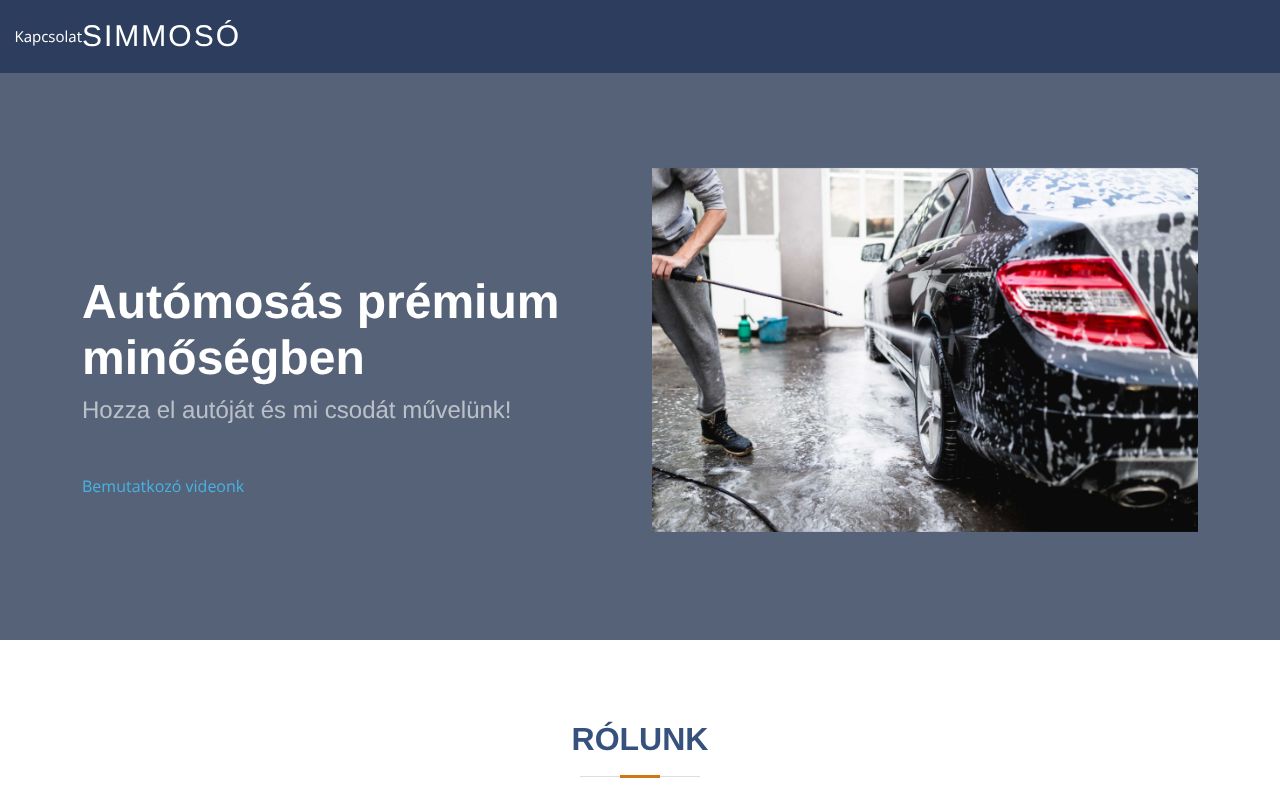 Kapcsolat
SIMMOSÓ
Autómosás prémium
minőségben
Hozza el autóját és mi csodát művelünk!
Bemutatkozó videonk
RÓLUNK